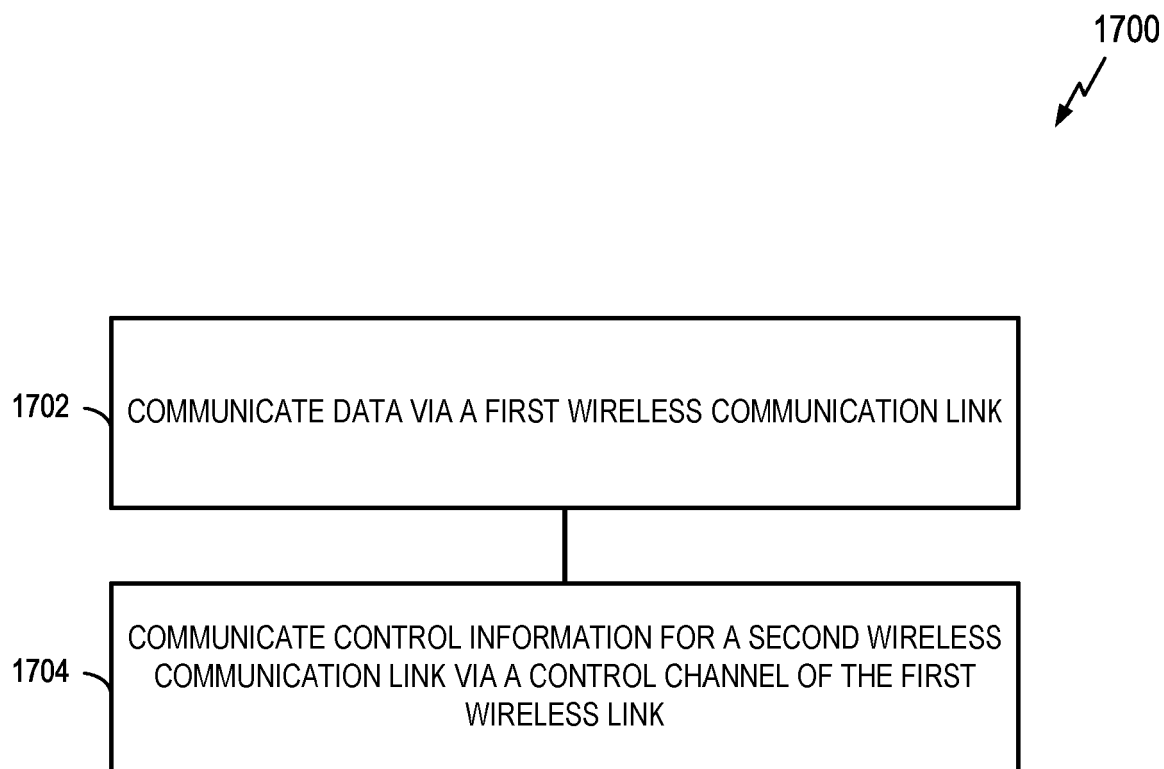 1700
1702
COMMUNICATE DATA VIA A FIRST WIRELESS COMMUNICATION LINK
COMMUNICATE CONTROL INFORMATION FOR A SECOND WIRELESS
1704
COMMUNICATION LINK VIA A CONTROL CHANNEL OF THE FIRST
WIRELESS LINK